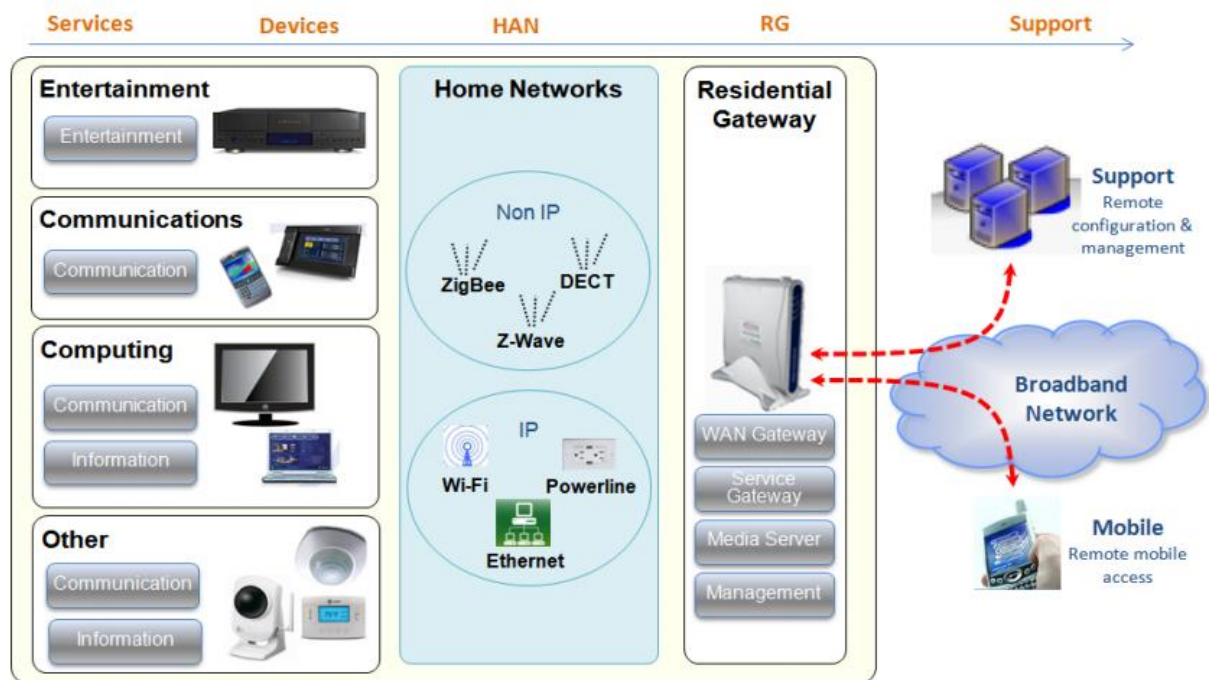 Services
Devices
HAN
RG
Support
Entertainment
Entertainment
Communications
Communication
Computing
Communication
Information
Other
Communication
Information
Home Networks
Non IP
ZigBee
DECT
Z-Wave
IP
Wi-Fi
Powerline
Ethernet
Residential
Gateway
WAN Gateway
Service
Gateway
Media Server
Management
Support
Remote
configuration &
management
Broadband
Network
Mobile
Remote mobile
access